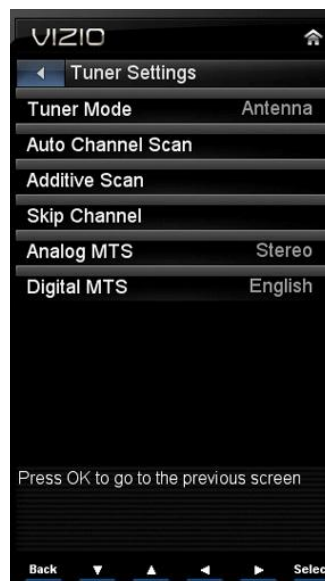 VIZIO
Tuner Settings
Tuner Mode Antenna
Auto Channel Scan
Additive Scan
Skip Channel
Analog MTS Stereo
Digital MTS English
Press OK to go to the previous screen
Back Selec